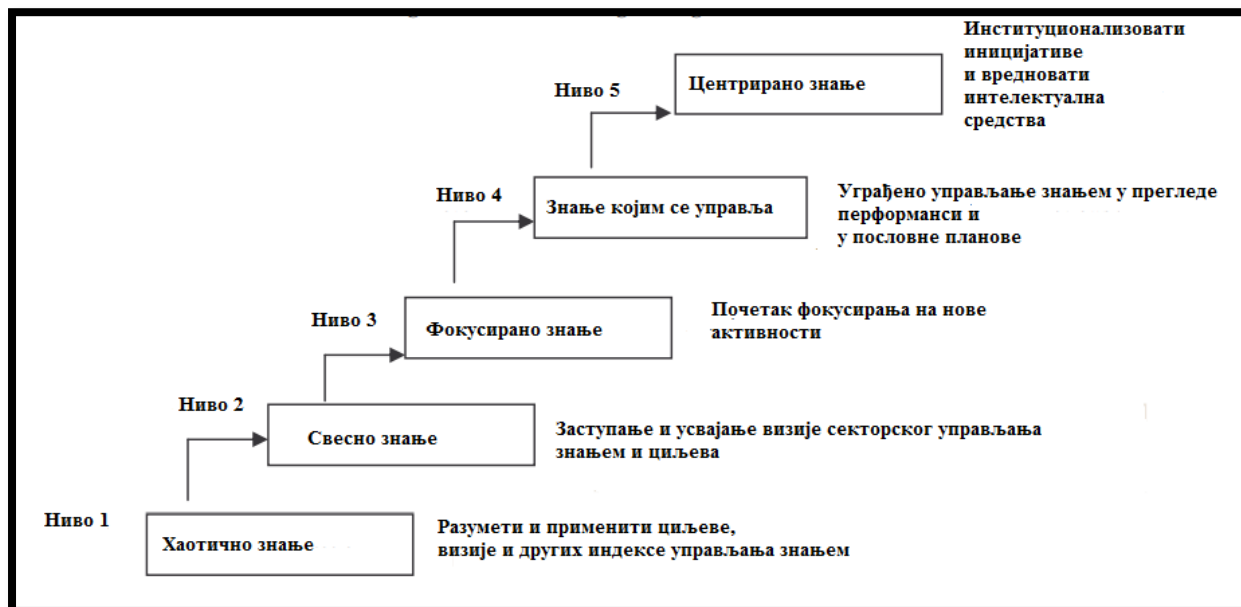 Институционализовати
иницијативе
и вредновати
интелектуална
средства
Ниво 5
Центрирано знање
Ниво 4
Знање којим се управља
Уграђено управљање знањем у прегледе
перформанси и
у пословне планове
Ниво 3
Фокусирано знање
Почетак фокусирања на нове
активности
Ниво 2
Свесно знање
Заступање и усвајање визије секторског управљања
знањем и циљева
Ниво 1
Хаотично знање
Разумети и применити циљеве,
визије и других индексе управљања знањем